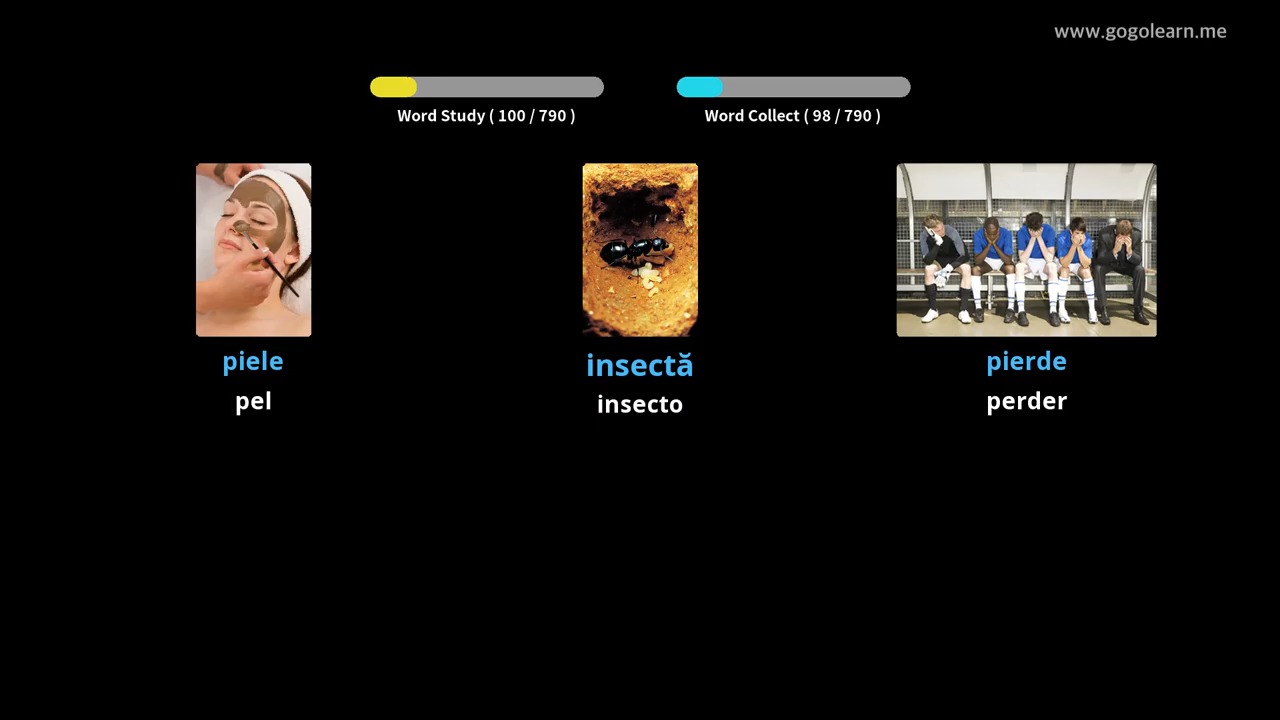 www.gogolearn.me
Word Study ( 100 / 790 )
Word Collect ( 98 / 790 )
piele
pel
insectă
insecto
pierde
perder